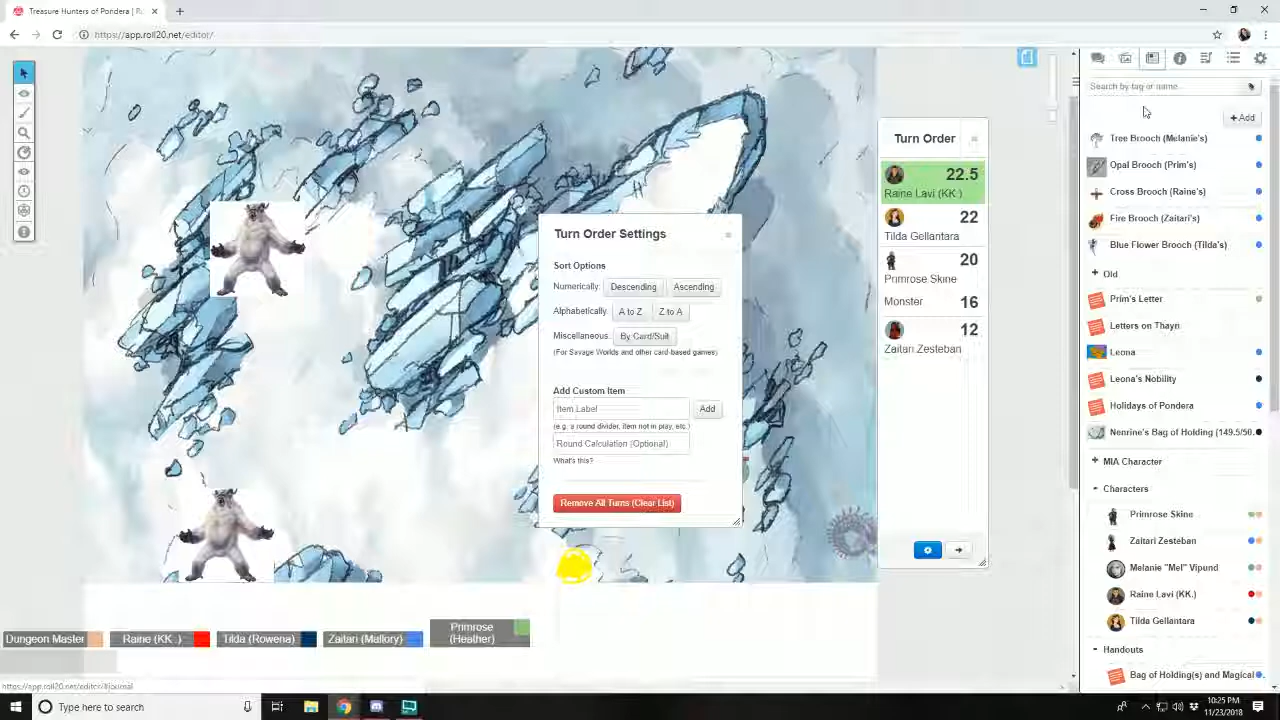 Treasure Hunters of Pondera | Ro
https://app.roll20.net/editor/
Search by tag or name...
+ Add
Tree Brooch (Melanie's)
Opal Brooch (Prim's)
Cross Brooch (Raine's)
Fire Brooch (Zaitari's)
Blue Flower Brooch (Tilda's)
Old
Prim's Letter
Letters on Thayn
Leona
Leona's Nobility
Holidays of Pondera
Nenrine's Bag of Holding (149.5/50
MIA Character
Characters
Primrose Skine
Zaitari Zesteban
Melanie "Mel" Vipund
Raine Lavi (KK.)
Tilda Gellantara
Handouts
Bag of Holding(s) and Magical
Turn Order
22.5
Raine Lavi (KK.)
22
Tilda Gellantara
20
Primrose Skine
Monster 16
12
Zaitari Zesteban
Turn Order Settings
Sort Options
Numerically: Descending Ascending
Alphabetically: A to Z Z to A
Miscellaneous: By Card/Suit
(For Savage Worlds and other card-based games)
Add Custom Item
Item Label Add
(e.g. a round divider, item not in play, etc.)
Round Calculation (Optional)
What's this?
Remove All Turns (Clear List)
Dungeon Master
Raine (KK.)
Tilda (Rowena)
Zaitari (Mallory)
Primrose
(Heather)
https://app.roll20.net/editor/#journal
Type here to search
10:25 PM
11/23/2018